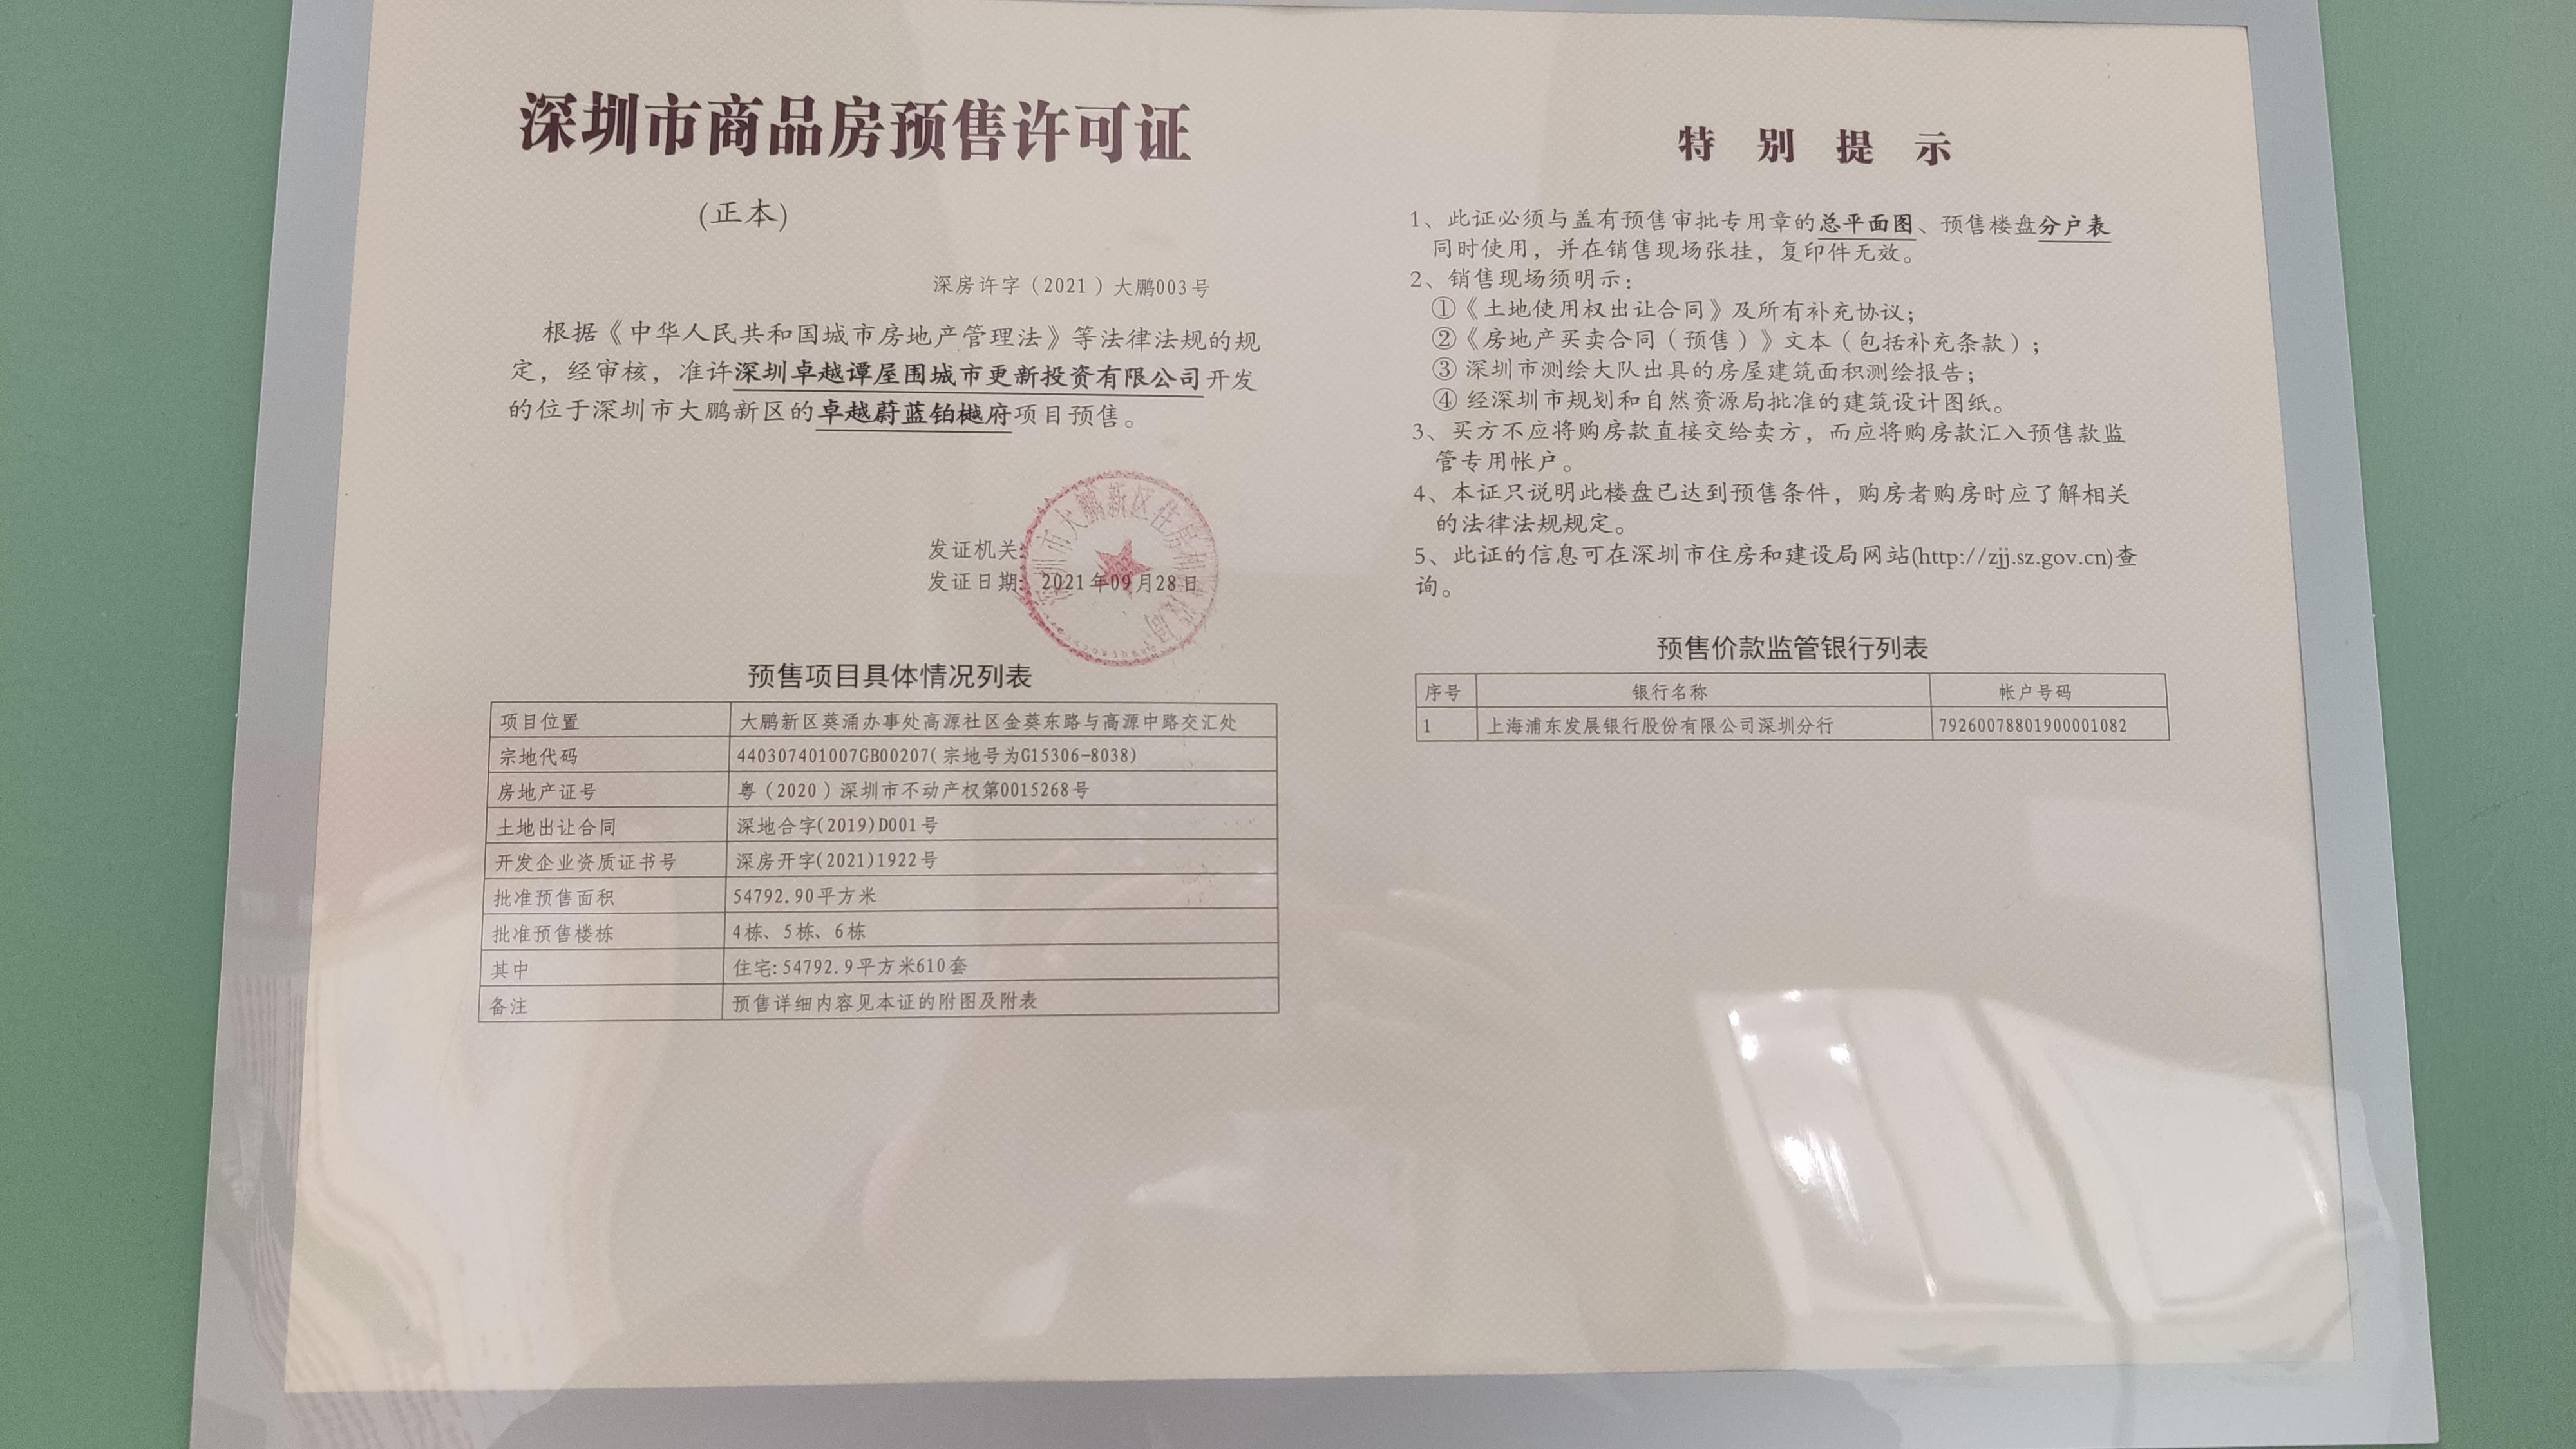 深圳市商品房预售许可证
(正本)
深房许字（2021）大鹏003号
根据《中华人民共和国城市房地产管理法》等法律法规的规
定，经审核，准许深圳卓越谭屋围城市更新投资有限公司开发
的位于深圳市大鹏新区的卓越蔚蓝铂樾府项目预售。
发证机关:
发证日期: 2021年09月28日
深圳市大鹏新区住房和建设局
预售项目具体情况列表
项目位置 大鹏新区葵涌办事处高源社区金葵东路与高源中路交汇处
宗地代码 440307401007GB00207(宗地号为G15306-8038)
房地产证号 粤（2020）深圳市不动产权第0015268号
土地出让合同 深地合字(2019)D001号
开发企业资质证书号 深房开字(2021)1922号
批准预售面积 54792.90平方米
批准预售楼栋 4栋、5栋、6栋
其中 住宅:54792.9平方米610套
备注 预售详细内容见本证的附图及附表
特别提示
1、此证必须与盖有预售审批专用章的总平面图、预售楼盘分户表
同时使用，并在销售现场张挂，复印件无效。
2、销售现场须明示：
①《土地使用权出让合同》及所有补充协议；
②《房地产买卖合同（预售）》文本（包括补充条款）；
③ 深圳市测绘大队出具的房屋建筑面积测绘报告；
④ 经深圳市规划和自然资源局批准的建筑设计图纸。
3、买方不应将购房款直接交给卖方，而应将购房款汇入预售款监
管专用帐户。
4、本证只说明此楼盘已达到预售条件，购房者购房时应了解相关
的法律法规规定。
5、此证的信息可在深圳市住房和建设局网站(http://zjj.sz.gov.cn)查
询。
预售价款监管银行列表
序号 银行名称 帐户号码
1 上海浦东发展银行股份有限公司深圳分行 79260078801900001082